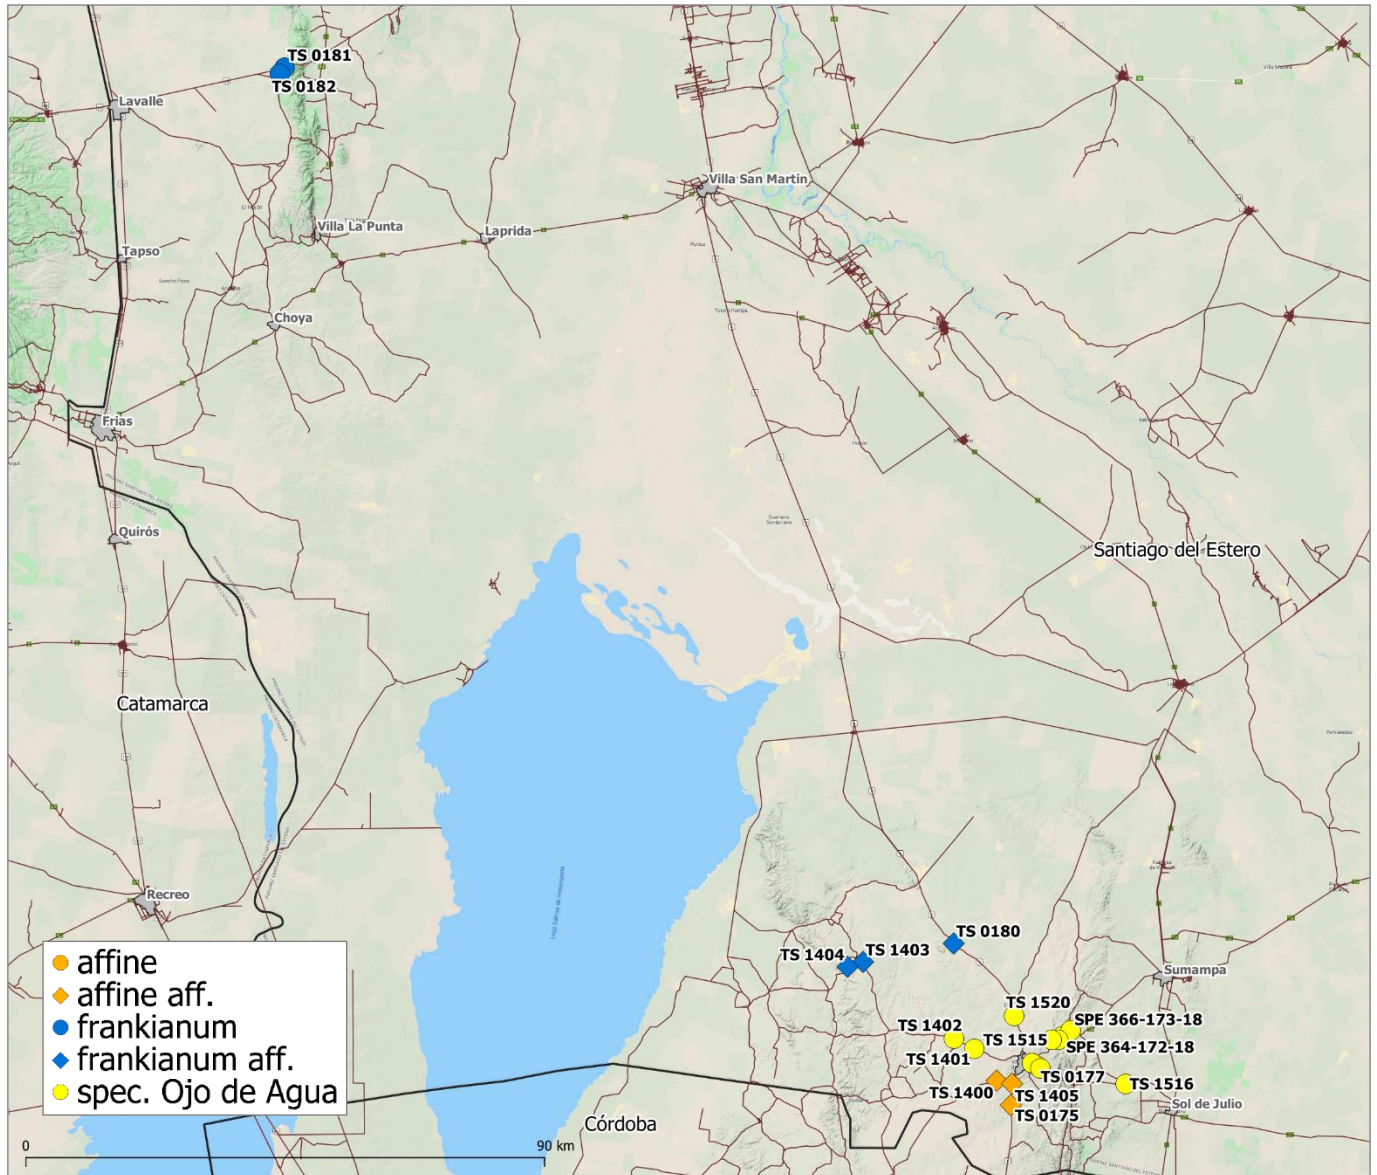 TS 0181
TS 0182
Lavalle
Villa San Martin
Villa La Punta
Laprida
Tapso
Choya
Frías
Quirós
Santiago del Estero
Catamarca
Recreo
TS 0180
TS 1404
TS 1403
Sumampa
TS 1520
SPE 366-173-18
TS 1402
TS 1515
SPE 364-172-18
TS 1401
TS 0177
TS 1400
TS 1405
TS 1516
TS 0175
Sol de Julio
Córdoba
affine
affine aff.
frankianum
frankianum aff.
spec. Ojo de Agua
0
90 km